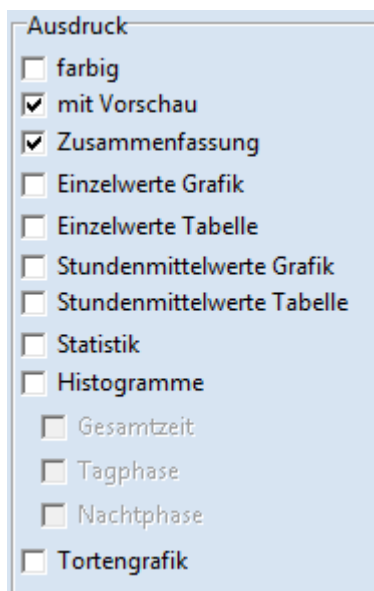 Ausdruck
farbig
mit Vorschau
Zusammenfassung
Einzelwerte Grafik
Einzelwerte Tabelle
Stundenmittelwerte Grafik
Stundenmittelwerte Tabelle
Statistik
Histogramme
Gesamtzeit
Tagphase
Nachtphase
Tortengrafik